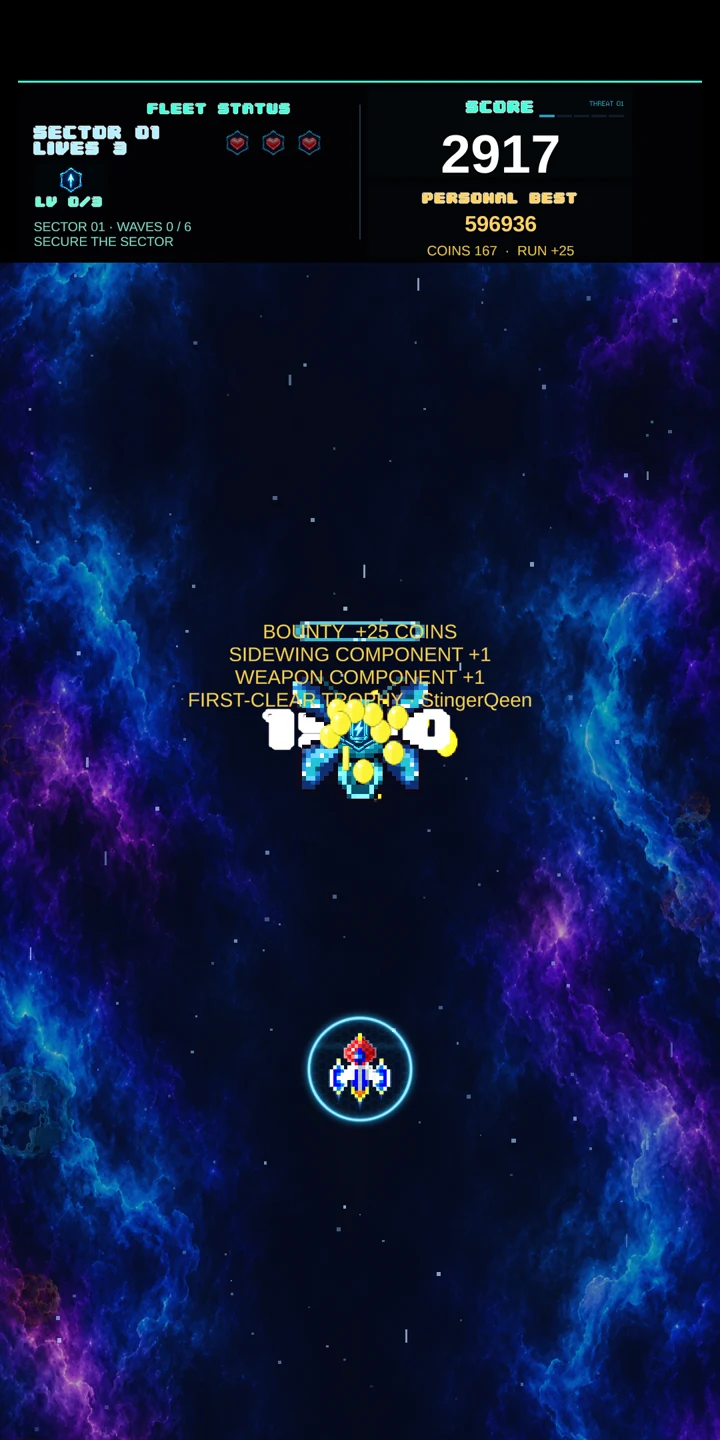 FLEET STATUS
SECTOR 01
LIVES 3
LV 0/3
SECTOR 01 · WAVES 0 / 6
SECURE THE SECTOR
SCORE
THREAT 01
2917
PERSONAL BEST
596936
COINS 167 · RUN +25
BOUNTY +25 COINS
SIDEWING COMPONENT +1
WEAPON COMPONENT +1
FIRST-CLEAR TROPHY StingerQeen